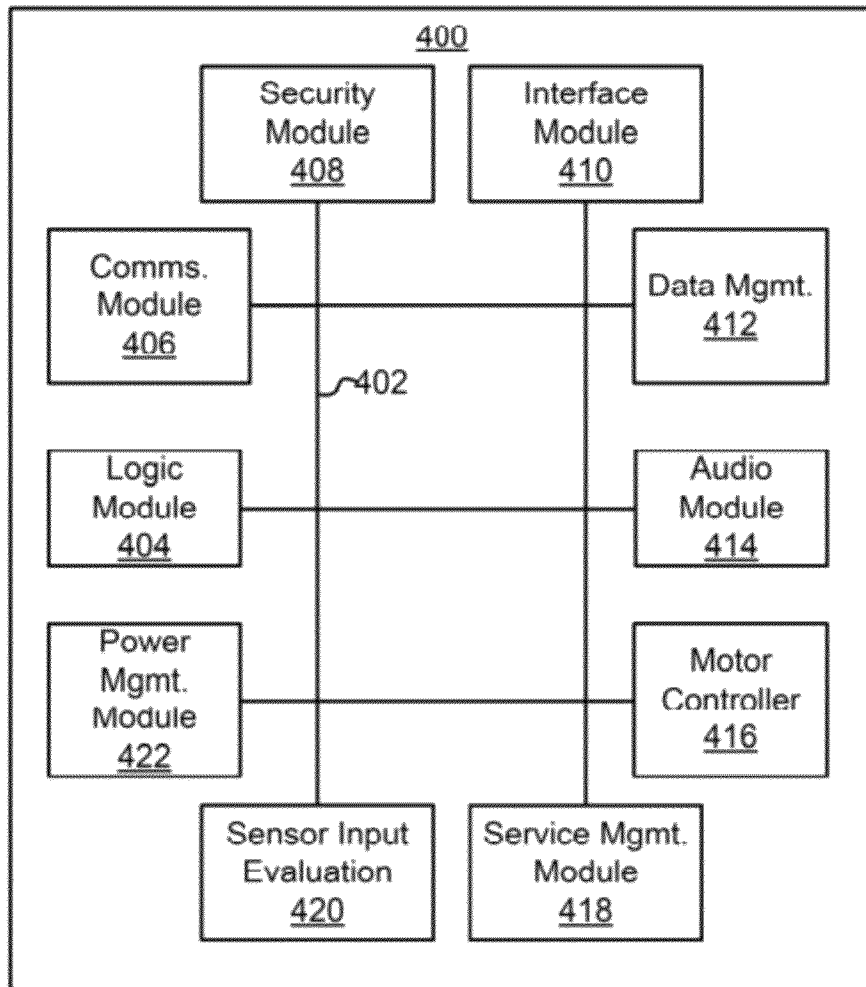 400
Security
Module
408
Interface
Module
410
Comms.
Module
406
Data Mgmt.
412
402
Logic
Module
404
Audio
Module
414
Power
Mgmt.
Module
422
Motor
Controller
416
Sensor Input
Evaluation
420
Service Mgmt.
Module
418